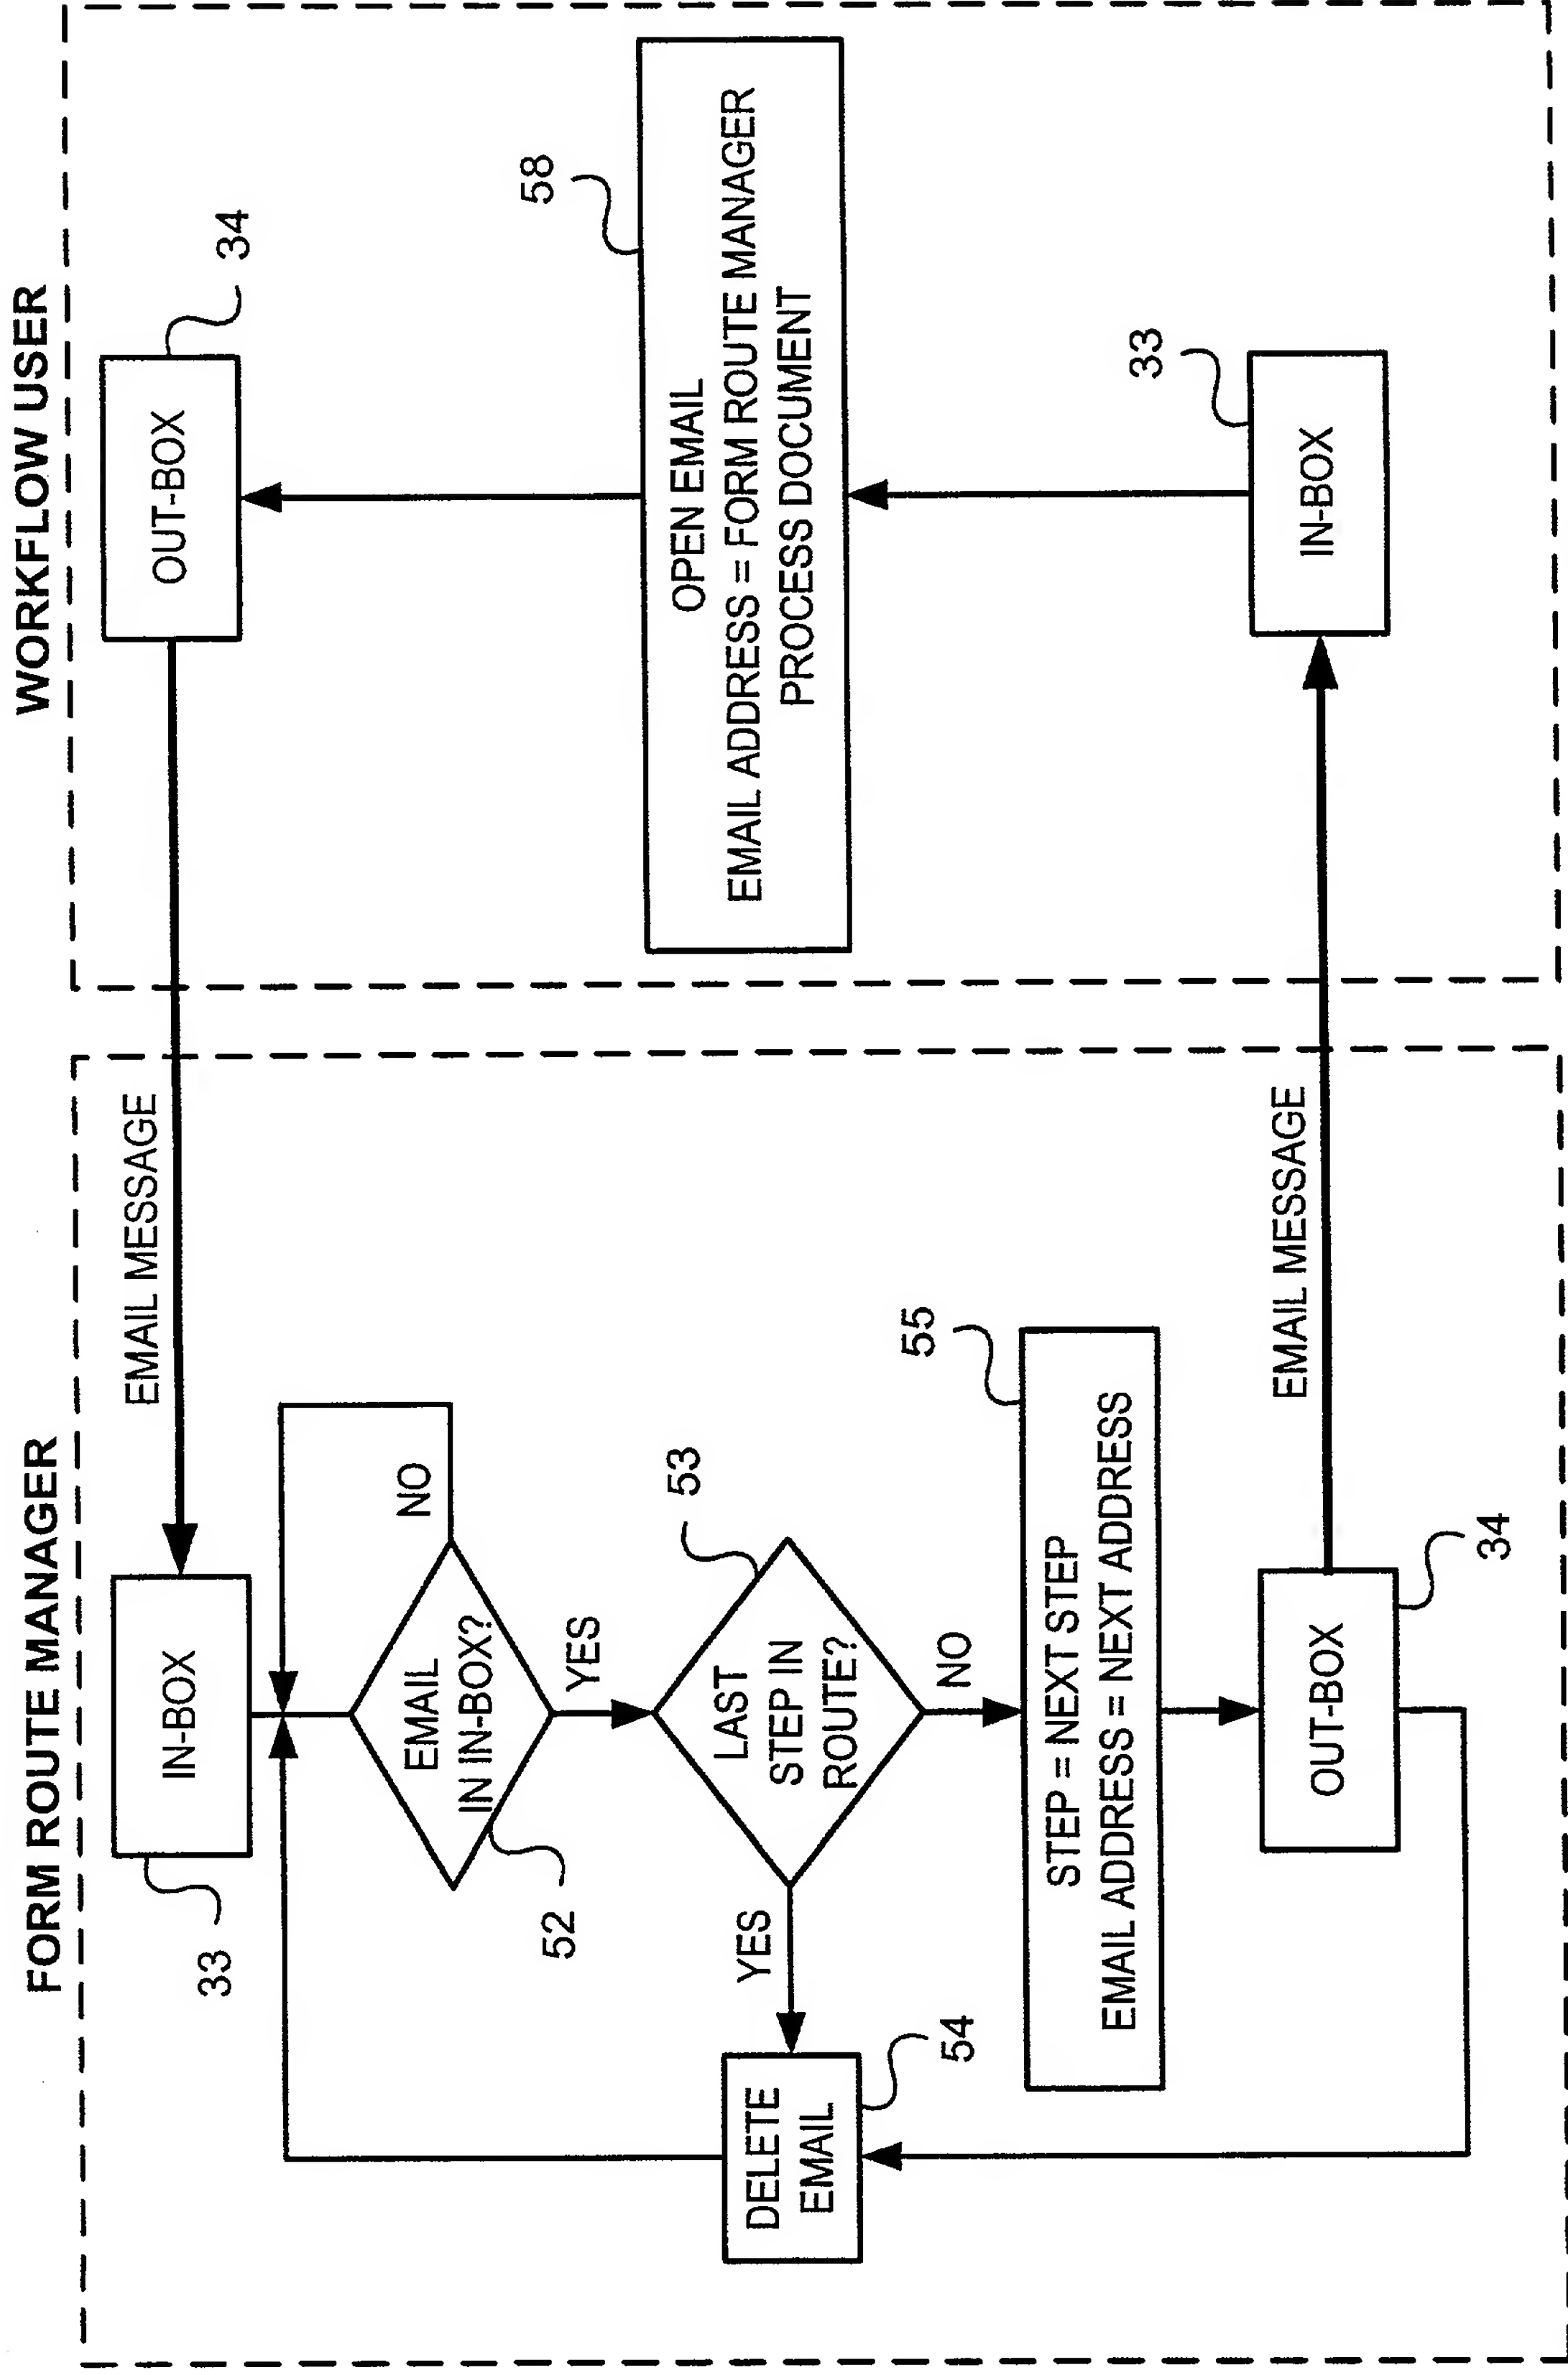 FORM ROUTE MANAGER
33
IN-BOX
EMAIL MESSAGE
NO
EMAIL
IN IN-BOX?
52
YES
53
LAST
STEP IN
ROUTE?
YES
DELETE
EMAIL
54
NO
55
STEP = NEXT STEP
EMAIL ADDRESS = NEXT ADDRESS
OUT-BOX
34
EMAIL MESSAGE
WORKFLOW USER
OUT-BOX
34
58
OPEN EMAIL
EMAIL ADDRESS = FORM ROUTE MANAGER
PROCESS DOCUMENT
33
IN-BOX